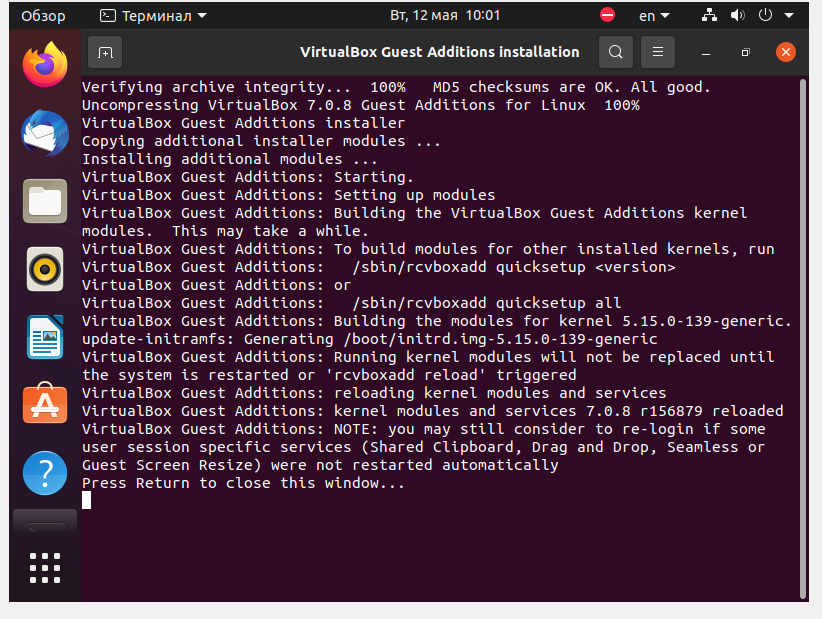 Обзор
Терминал
Вт, 12 мая 10:01
en
VirtualBox Guest Additions installation
Verifying archive integrity...  100%   MD5 checksums are OK. All good.
Uncompressing VirtualBox 7.0.8 Guest Additions for Linux  100%
VirtualBox Guest Additions installer
Copying additional installer modules ...
Installing additional modules ...
VirtualBox Guest Additions: Starting.
VirtualBox Guest Additions: Setting up modules
VirtualBox Guest Additions: Building the VirtualBox Guest Additions kernel
modules.  This may take a while.
VirtualBox Guest Additions: To build modules for other installed kernels, run
VirtualBox Guest Additions:   /sbin/rcvboxadd quicksetup <version>
VirtualBox Guest Additions: or
VirtualBox Guest Additions:   /sbin/rcvboxadd quicksetup all
VirtualBox Guest Additions: Building the modules for kernel 5.15.0-139-generic.
update-initramfs: Generating /boot/initrd.img-5.15.0-139-generic
VirtualBox Guest Additions: Running kernel modules will not be replaced until
the system is restarted or 'rcvboxadd reload' triggered
VirtualBox Guest Additions: reloading kernel modules and services
VirtualBox Guest Additions: kernel modules and services 7.0.8 r156879 reloaded
VirtualBox Guest Additions: NOTE: you may still consider to re-login if some
user session specific services (Shared Clipboard, Drag and Drop, Seamless or
Guest Screen Resize) were not restarted automatically
Press Return to close this window...